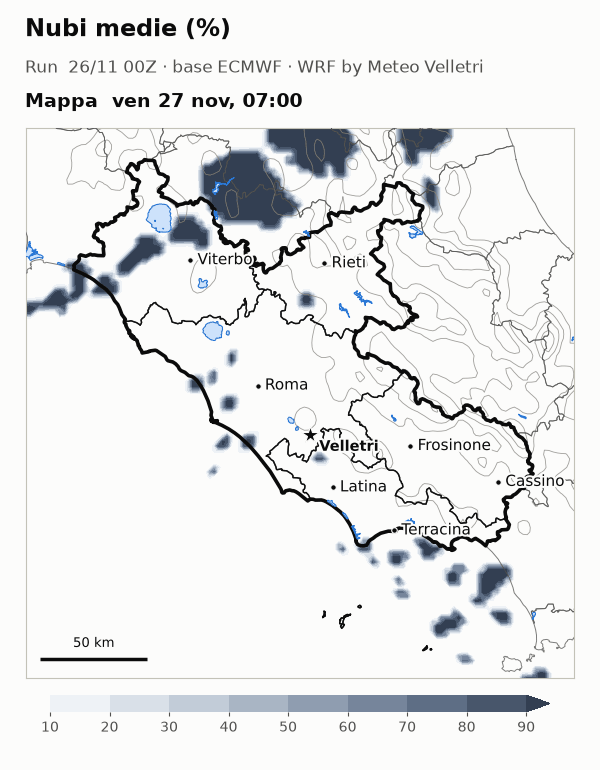 Nubi medie (%)
Run 26/11 00Z · base ECMWF · WRF by Meteo Velletri
Mappa ven 27 nov, 07:00
Viterbo
Rieti
Roma
Velletri
Frosinone
Cassino
Latina
Terracina
50 km
10 20 30 40 50 60 70 80 90